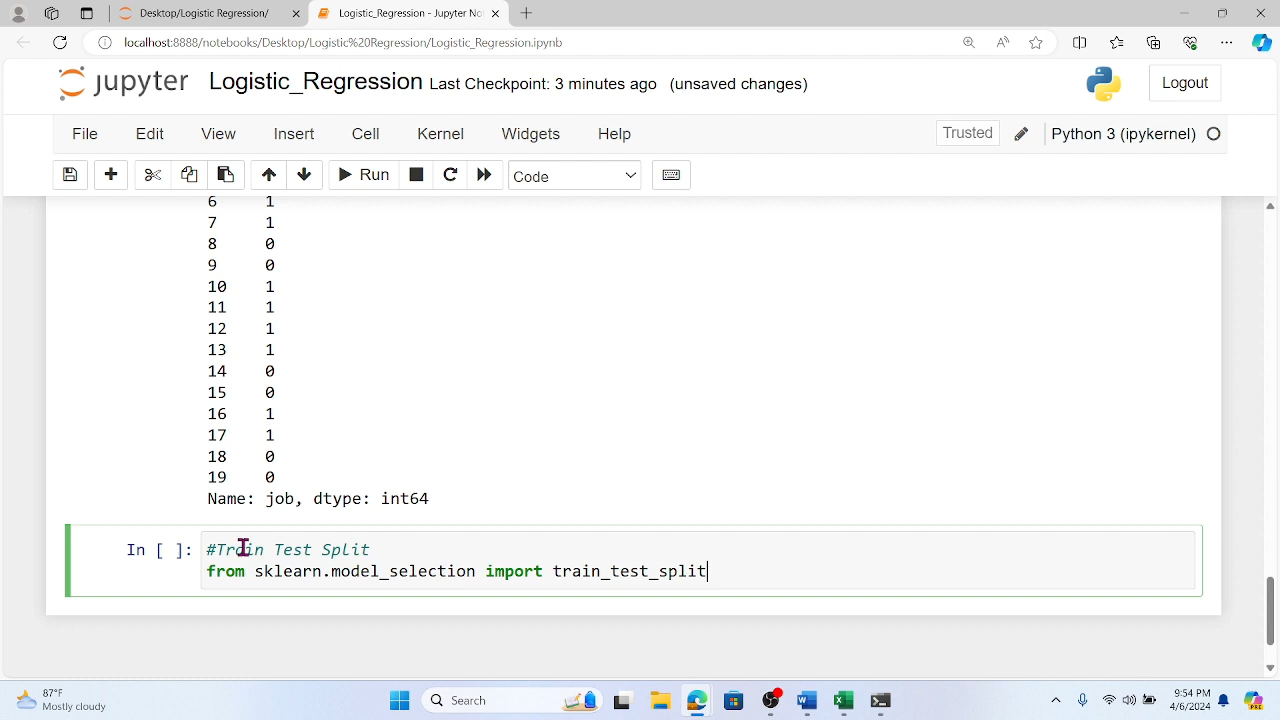 Desktop/Logistic Regression/
Logistic_Regression - Jupyter Not
localhost:8888/notebooks/Desktop/Logistic%20Regression/Logistic_Regression.ipynb
jupyter Logistic_Regression Last Checkpoint: 3 minutes ago (unsaved changes)
Logout
File Edit View Insert Cell Kernel Widgets Help
Trusted
Python 3 (ipykernel)
Run
Code
6 1
7 1
8 0
9 0
10 1
11 1
12 1
13 1
14 0
15 0
16 1
17 1
18 0
19 0
Name: job, dtype: int64
In [ ]: #Train Test Split
from sklearn.model_selection import train_test_split
87°F
Mostly cloudy
Search
9:54 PM
4/6/2024
PRE